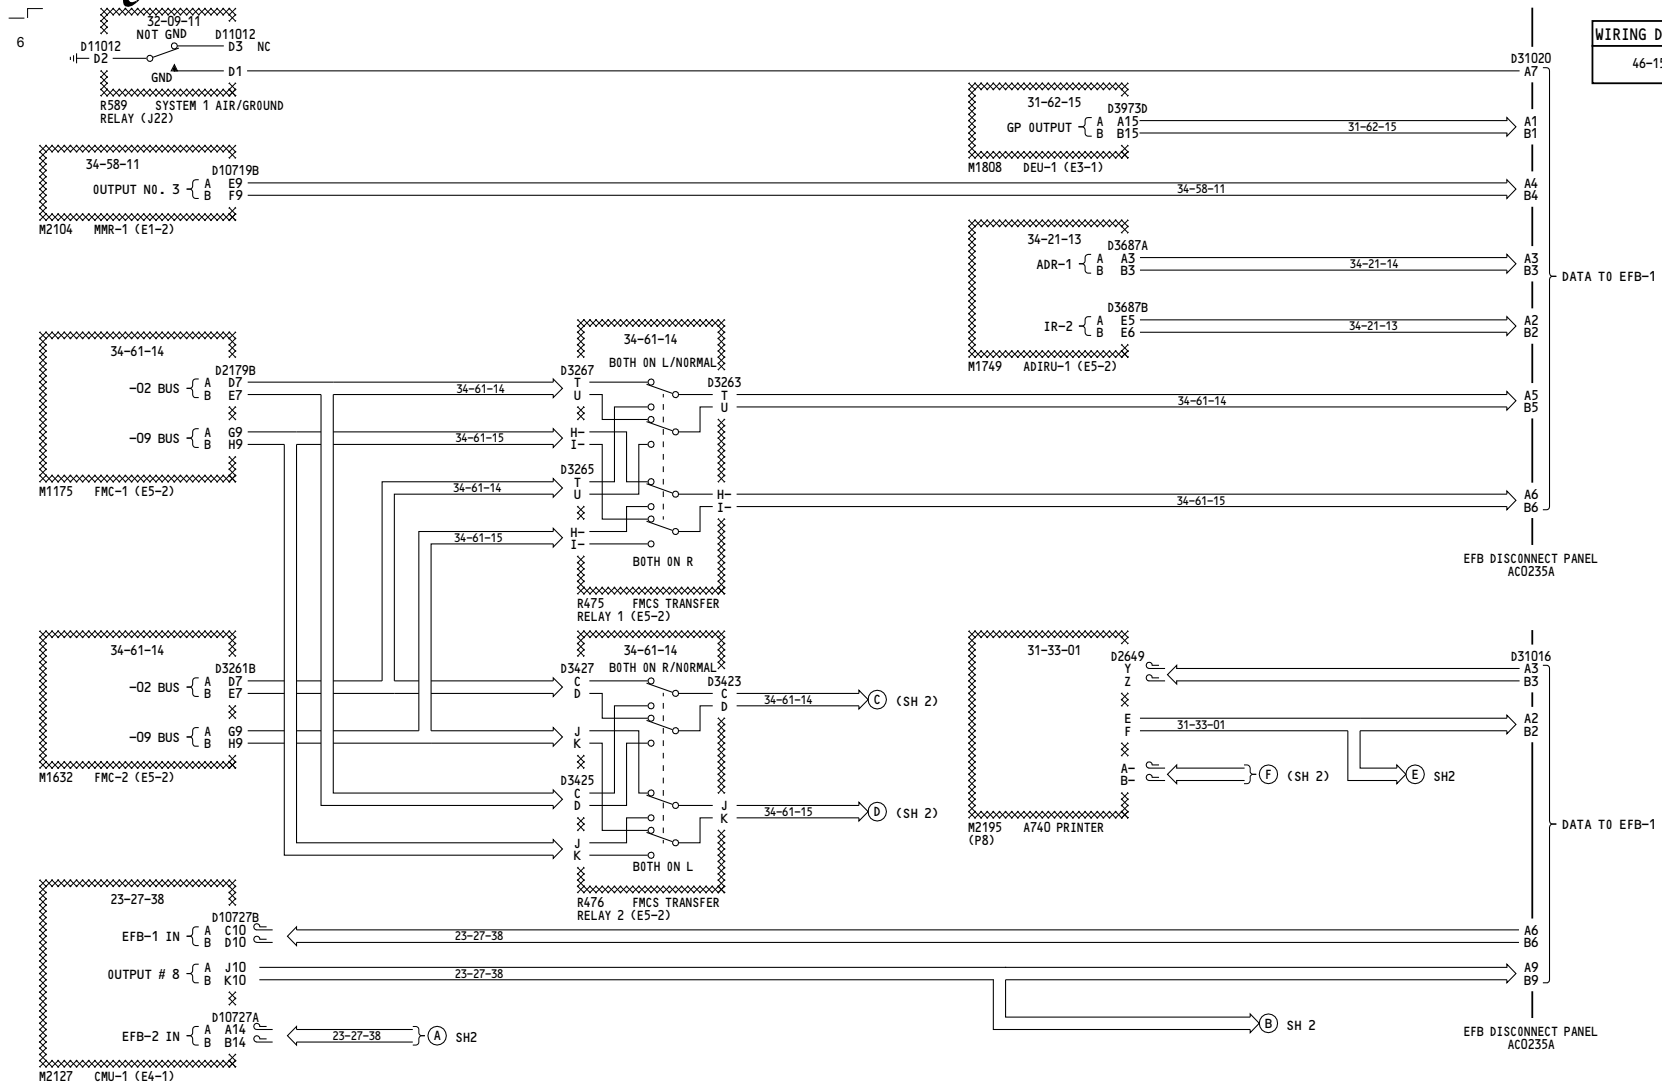 6
32-09-11
NOT GND
D11012
D11012
D2
D3 NC
GND
D1
R589 SYSTEM 1 AIR/GROUND
RELAY (J22)
34-58-11
D10719B
OUTPUT NO. 3
A E9
B F9
M2104 MMR-1 (E1-2)
34-58-11
31-62-15
D3973D
GP OUTPUT
A A15
B B15
M1808 DEU-1 (E3-1)
31-62-15
34-21-13
D3687A
ADR-1
A A3
B B3
34-21-14
D3687B
IR-2
A E5
B E6
34-21-13
M1749 ADIRU-1 (E5-2)
WIRING D
46-15
D31020
A7
A1
B1
A4
B4
A3
B3
A2
B2
A5
B5
A6
B6
DATA TO EFB-1
EFB DISCONNECT PANEL
AC0235A
34-61-14
D2179B
-02 BUS
A D7
B E7
-09 BUS
A G9
B H9
M1175 FMC-1 (E5-2)
34-61-14
34-61-15
34-61-14
34-61-15
34-61-14
BOTH ON L/NORMAL
D3267
T
U
H-
I-
D3265
T
U
H-
I-
D3263
T
U
H-
I-
BOTH ON R
R475 FMCS TRANSFER
RELAY 1 (E5-2)
34-61-14
34-61-15
34-61-14
D3261B
-02 BUS
A D7
B E7
-09 BUS
A G9
B H9
M1632 FMC-2 (E5-2)
34-61-14
BOTH ON R/NORMAL
D3427
C
D
J
K
D3425
C
D
J
K
D3423
C
D
J
K
BOTH ON L
R476 FMCS TRANSFER
RELAY 2 (E5-2)
34-61-14
C (SH 2)
34-61-15
D (SH 2)
31-33-01
D2649
Y
Z
E
F
A-
B-
M2195 A740 PRINTER
(P8)
31-33-01
F (SH 2)
E SH2
D31016
A3
B3
A2
B2
A6
B6
A9
B9
DATA TO EFB-1
EFB DISCONNECT PANEL
AC0235A
23-27-38
D10727B
EFB-1 IN
A C10
B D10
23-27-38
OUTPUT # 8
A J10
B K10
23-27-38
D10727A
EFB-2 IN
A A14
B B14
23-27-38
A SH2
B SH 2
M2127 CMU-1 (E4-1)